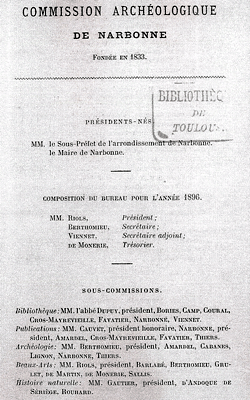 COMMISSION ARCHÉOLOGIQUE
DE NARBONNE
FONDÉE EN 1833.
PRÉSIDENTS-NÉS
BIBLIOTHÈQ
DE
TOULOU
MM. le Sous-Préfet de l'arrondissement de Narbonne.
le Maire de Narbonne.
COMPOSITION DU BUREAU POUR L'ANNÉE 1896.
MM. RIOLS, Président;
BERTHOMIEU, Secrétaire;
VIENNET, Secrétaire adjoint;
DE MONERIE, Trésorier.
SOUS-COMMISSIONS.
Bibliothèque: MM. l'abbé DUPUY, président, BORIES, CAMP, COURAL,
CROS-MAYREVIEILLE, FAVATIER, NARBONNE, VIENNET.
Publications: MM. CAUVET, président honoraire, NARBONNE, pré-
sident, AMARDEL, CROS-MAYREVIEILLE, FAVATIER, THIERS.
Archéologie: MM. BERTHOMIEU, président, AMARDEL, CABANES,
LIGNON, NARBONNE, THIERS.
Beaux-Arts: MM. RIOLS, président, BARLABÉ, BERTHOMIEU, GRU-
LET, DE MARTIN, DE MONERIE, SALLIS.
Histoire naturelle: MM. GAUTIER, président, D'ANDOQUE DE
SÉRIÈGE, ROUHARD.